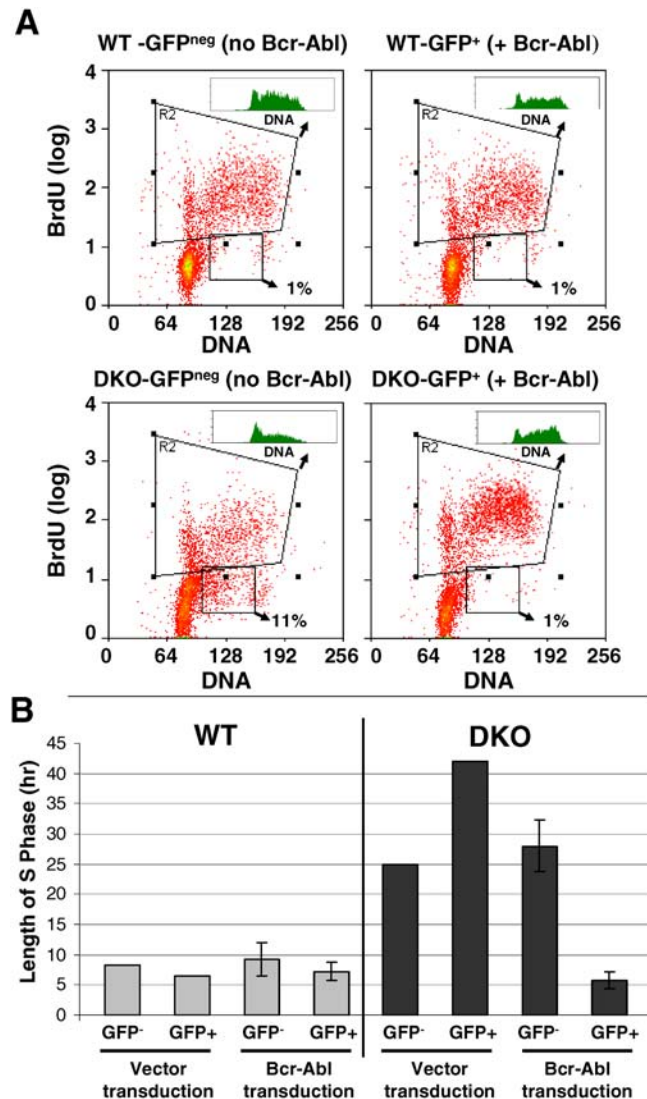 A
WT -GFPneg (no Bcr-Abl)
WT-GFP+ (+ Bcr-Abl)
4
3
2
1
0
BrdU (log)
R2
DNA
1%
0 64 128 192 256
DNA
R2
DNA
1%
0 64 128 192 256
DNA
DKO-GFPneg (no Bcr-Abl)
DKO-GFP+ (+ Bcr-Abl)
4
3
2
1
0
BrdU (log)
R2
DNA
11%
0 64 128 192 256
DNA
R2
DNA
1%
0 64 128 192 256
DNA
B
WT
DKO
Length of S Phase (hr)
45
40
35
30
25
20
15
10
5
0
GFP- GFP+ GFP- GFP+ GFP- GFP+ GFP- GFP+
Vector Bcr-Abl Vector Bcr-Abl
transduction transduction transduction transduction